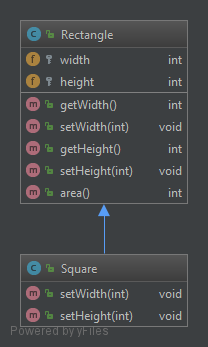 C Rectangle
f width int
f height int
m getWidth() int
m setWidth(int) void
m getHeight() int
m setHeight(int) void
m area() int
C Square
m setWidth(int) void
m setHeight(int) void
Powered by yFiles